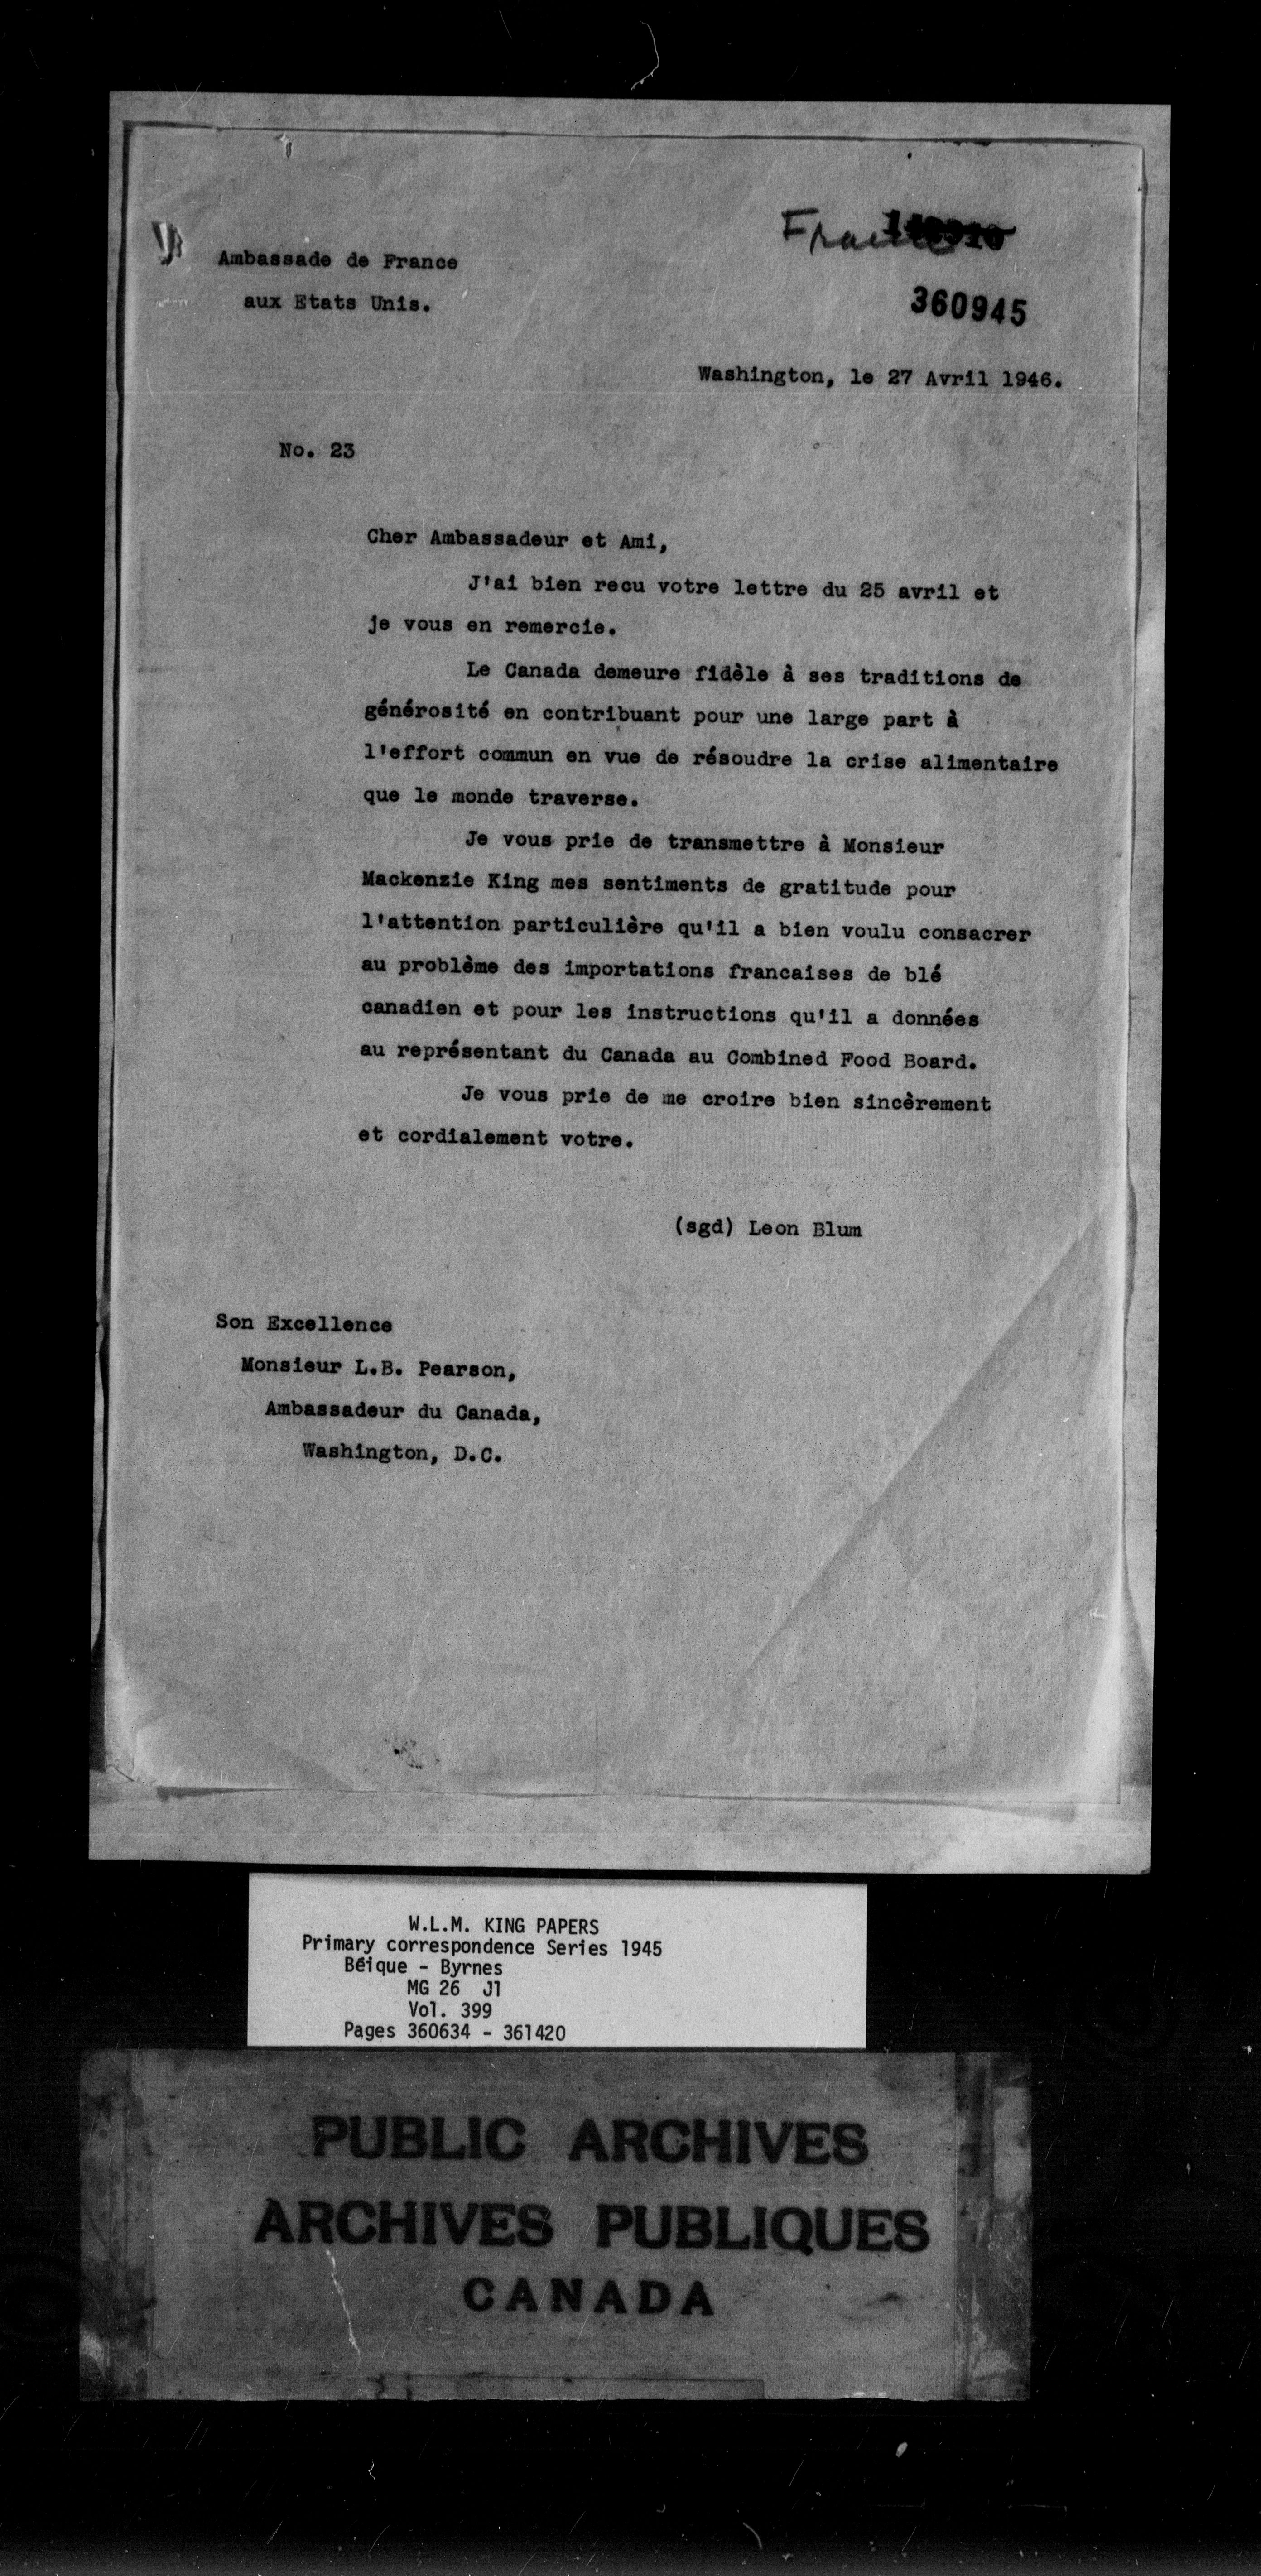 France
Ambassade de France
aux Etats Unis.
360945
Washington, le 27 Avril 1946.
No. 23
Cher Ambassadeur et Ami,
J'ai bien recu votre lettre du 25 avril et
je vous en remercie.
Le Canada demeure fidèle à ses traditions de
générosité en contribuant pour une large part à
l'effort commun en vue de résoudre la crise alimentaire
que le monde traverse.
Je vous prie de transmettre à Monsieur
Mackenzie King mes sentiments de gratitude pour
l'attention particulière qu'il a bien voulu consacrer
au problème des importations francaises de blé
canadien et pour les instructions qu'il a données
au représentant du Canada au Combined Food Board.
Je vous prie de me croire bien sincèrement
et cordialement votre.
(sgd) Leon Blum
Son Excellence
Monsieur L.B. Pearson,
Ambassadeur du Canada,
Washington, D.C.
W.L.M. KING PAPERS
Primary correspondence Series 1945
Béique - Byrnes
MG 26 J1
Vol. 399
Pages 360634 - 361420
PUBLIC ARCHIVES
ARCHIVES PUBLIQUES
CANADA